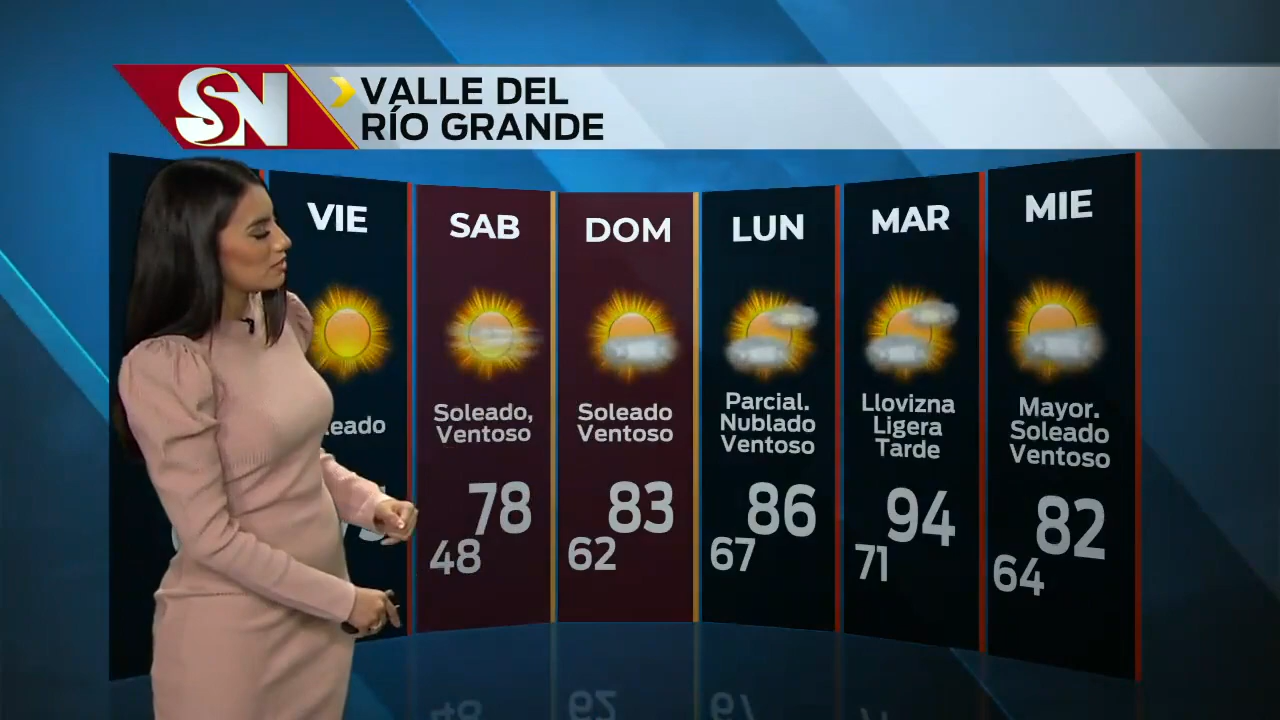 SN
VALLE DEL
RÍO GRANDE
VIE
SAB
Soleado,
Ventoso
78
48
DOM
Soleado
Ventoso
83
62
LUN
Parcial.
Nublado
Ventoso
86
67
MAR
Llovizna
Ligera
Tarde
94
71
MIE
Mayor.
Soleado
Ventoso
82
64